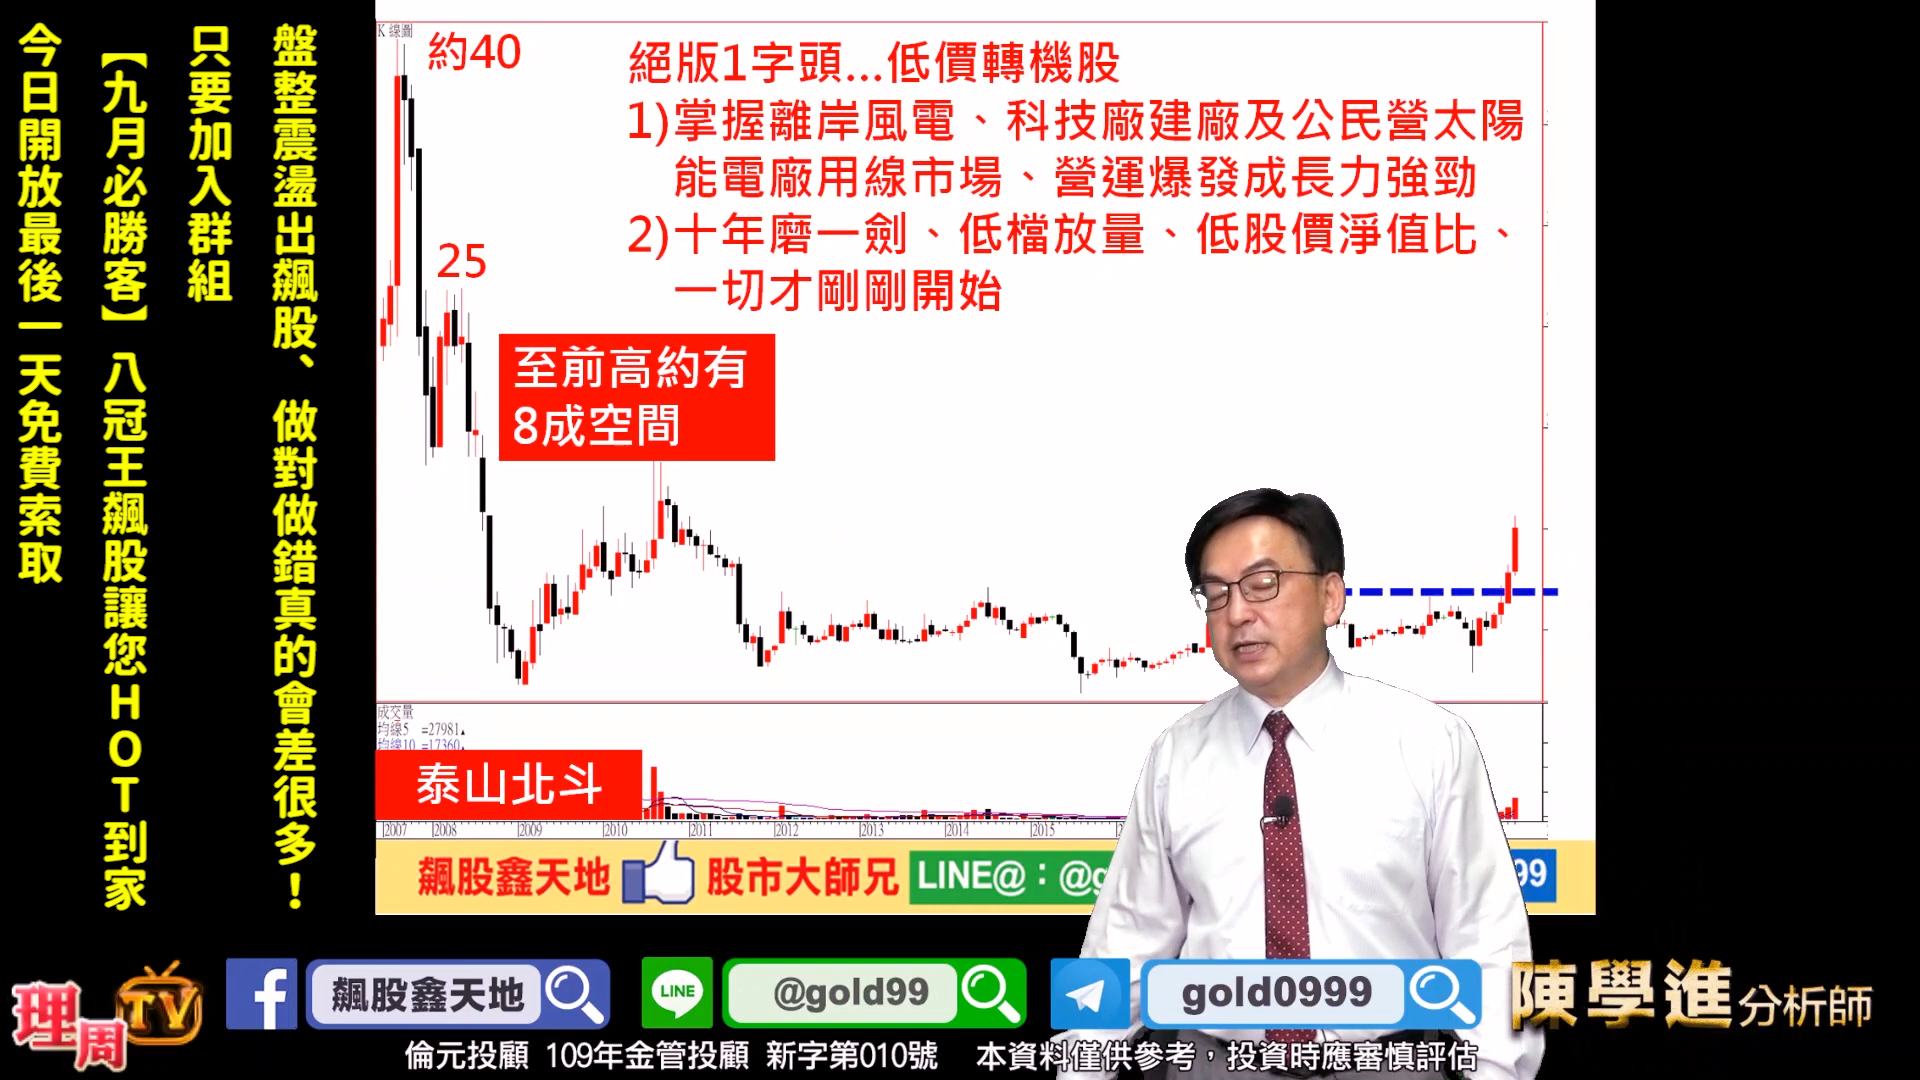 盤整震盪出飆股、做對做錯真的會差很多！
只要加入群組
【九月必勝客】八冠王飆股讓您HOT到家
今日開放最後一天免費索取
K 線圖
約40
25
絕版1字頭...低價轉機股
1)掌握離岸風電、科技廠建廠及公民營太陽
能電廠用線市場、營運爆發成長力強勁
2)十年磨一劍、低檔放量、低股價淨值比、
一切才剛剛開始
至前高約有
8成空間
成交量
均線5 =27981
均線10 =17360
泰山北斗
2007 2008 2009 2010 2011 2012 2013 2014 2015
飆股鑫天地 股市大師兄 LINE@：@g 99
理周TV
飆股鑫天地
LINE @gold99
gold0999
陳學進分析師
倫元投顧 109年金管投顧 新字第010號 本資料僅供參考，投資時應審慎評估